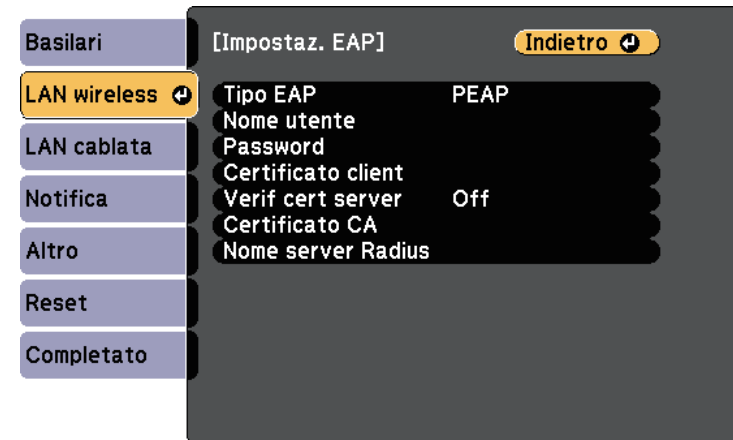 Basilari
LAN wireless
LAN cablata
Notifica
Altro
Reset
Completato
[Impostaz. EAP]
Indietro
Tipo EAP PEAP
Nome utente
Password
Certificato client
Verif cert server Off
Certificato CA
Nome server Radius